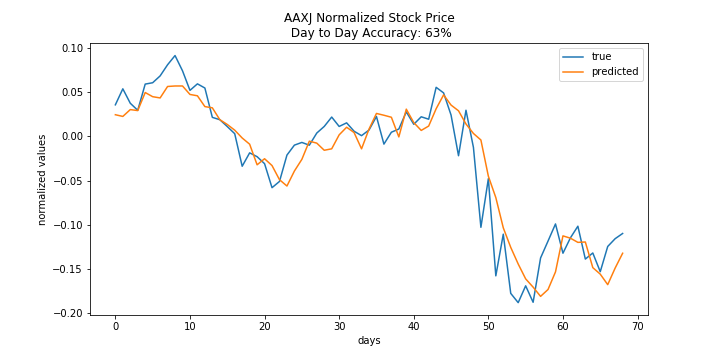 AAXJ Normalized Stock Price
Day to Day Accuracy: 63%
true
predicted
normalized values
0.10
0.05
0.00
−0.05
−0.10
−0.15
−0.20
0 10 20 30 40 50 60 70
days